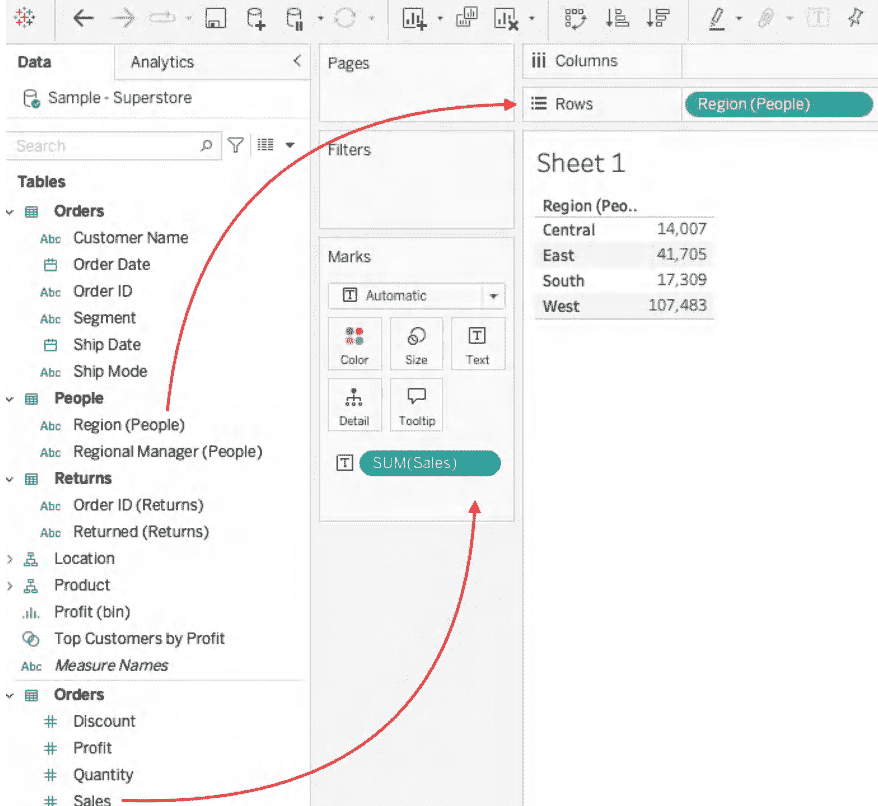 Data
Analytics
Sample - Superstore
Search
Tables
Orders
Abc Customer Name
Order Date
Abc Order ID
Abc Segment
Ship Date
Abc Ship Mode
People
Abc Region (People)
Abc Regional Manager (People)
Returns
Abc Order ID (Returns)
Abc Returned (Returns)
Location
Product
Profit (bin)
Top Customers by Profit
Abc Measure Names
Orders
# Discount
# Profit
# Quantity
# Sales
Pages
Filters
Marks
T Automatic
Color
Size
T Text
Detail
Tooltip
T SUM(Sales)
Columns
Rows Region (People)
Sheet 1
Region (Peo..
Central 14,007
East 41,705
South 17,309
West 107,483